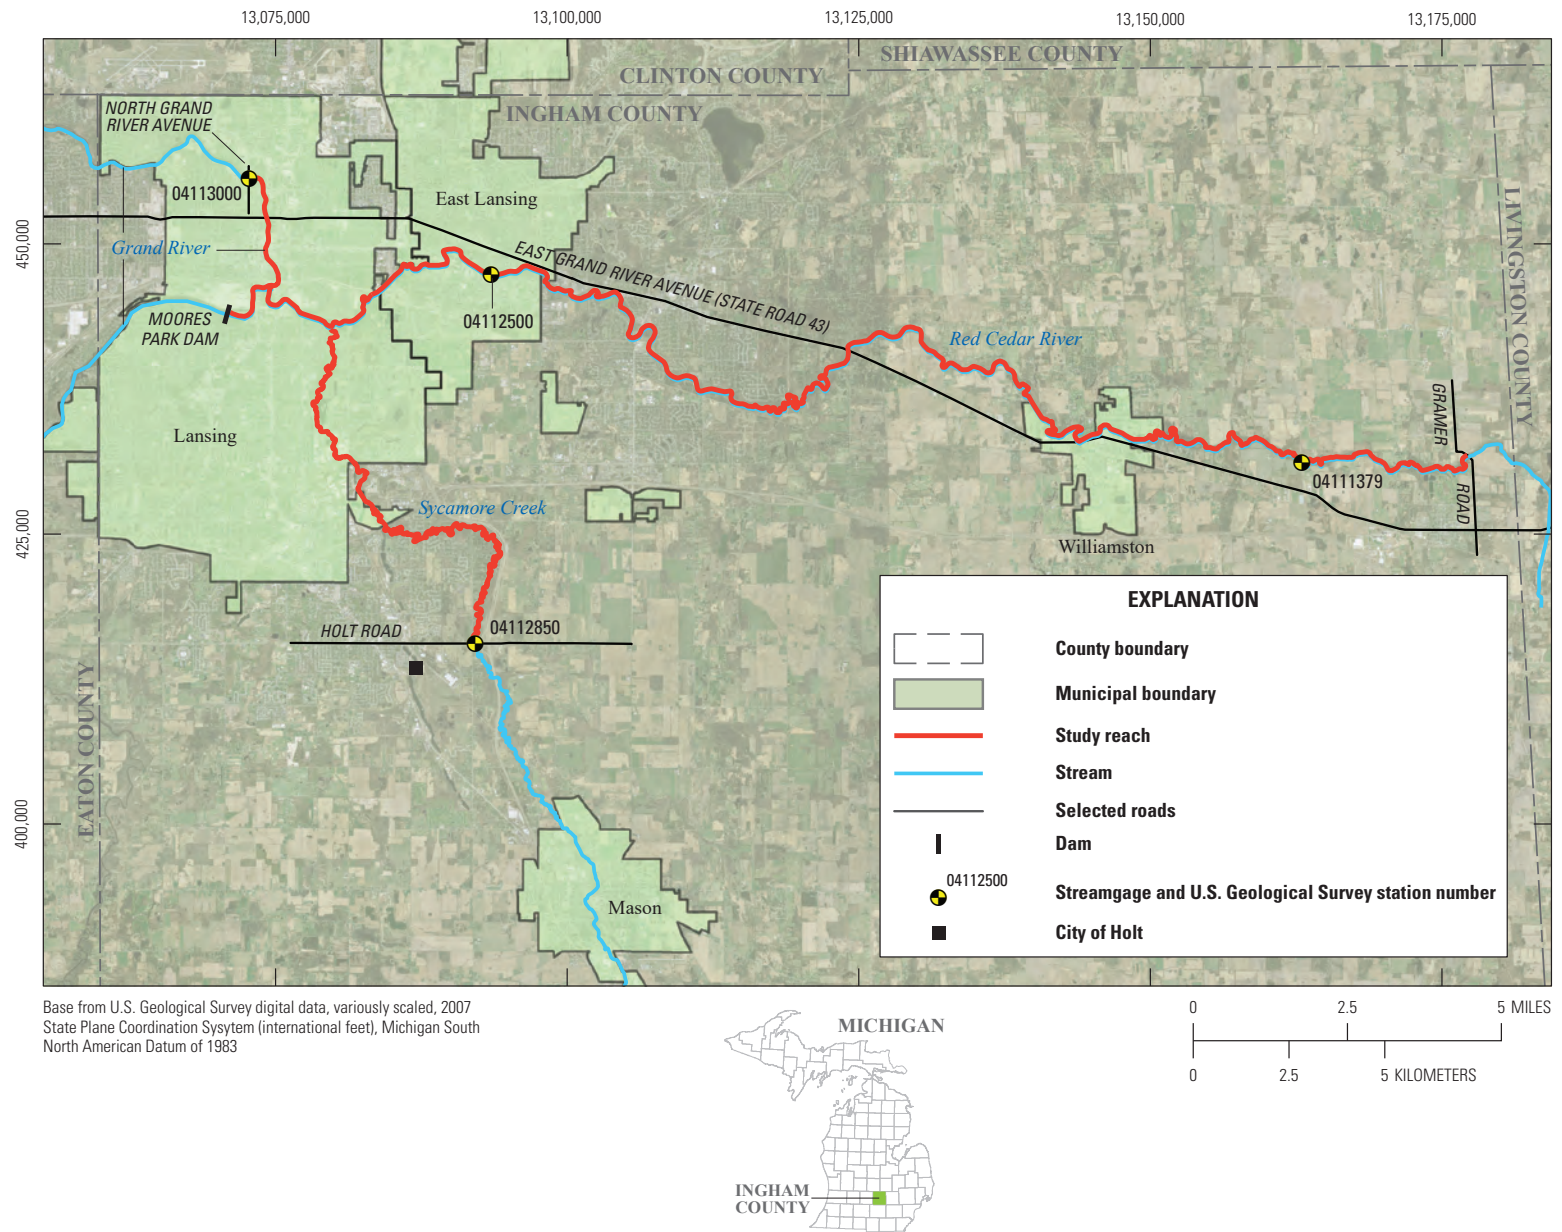 13,075,000
13,100,000
13,125,000
13,150,000
13,175,000
SHIAWASSEE COUNTY
CLINTON COUNTY
INGHAM COUNTY
NORTH GRAND
RIVER AVENUE
04113000
East Lansing
LIVINGSTON COUNTY
450,000
Grand River
EAST GRAND RIVER AVENUE (STATE ROAD 43)
MOORES
PARK DAM
04112500
Red Cedar River
GRAMER
ROAD
Lansing
04111379
Sycamore Creek
425,000
Williamston
HOLT ROAD
04112850
EATON COUNTY
400,000
Mason
EXPLANATION
County boundary
Municipal boundary
Study reach
Stream
Selected roads
Dam
04112500
Streamgage and U.S. Geological Survey station number
City of Holt
Base from U.S. Geological Survey digital data, variously scaled, 2007
State Plane Coordination Sysytem (international feet), Michigan South
North American Datum of 1983
0 2.5 5 MILES
0 2.5 5 KILOMETERS
MICHIGAN
INGHAM
COUNTY